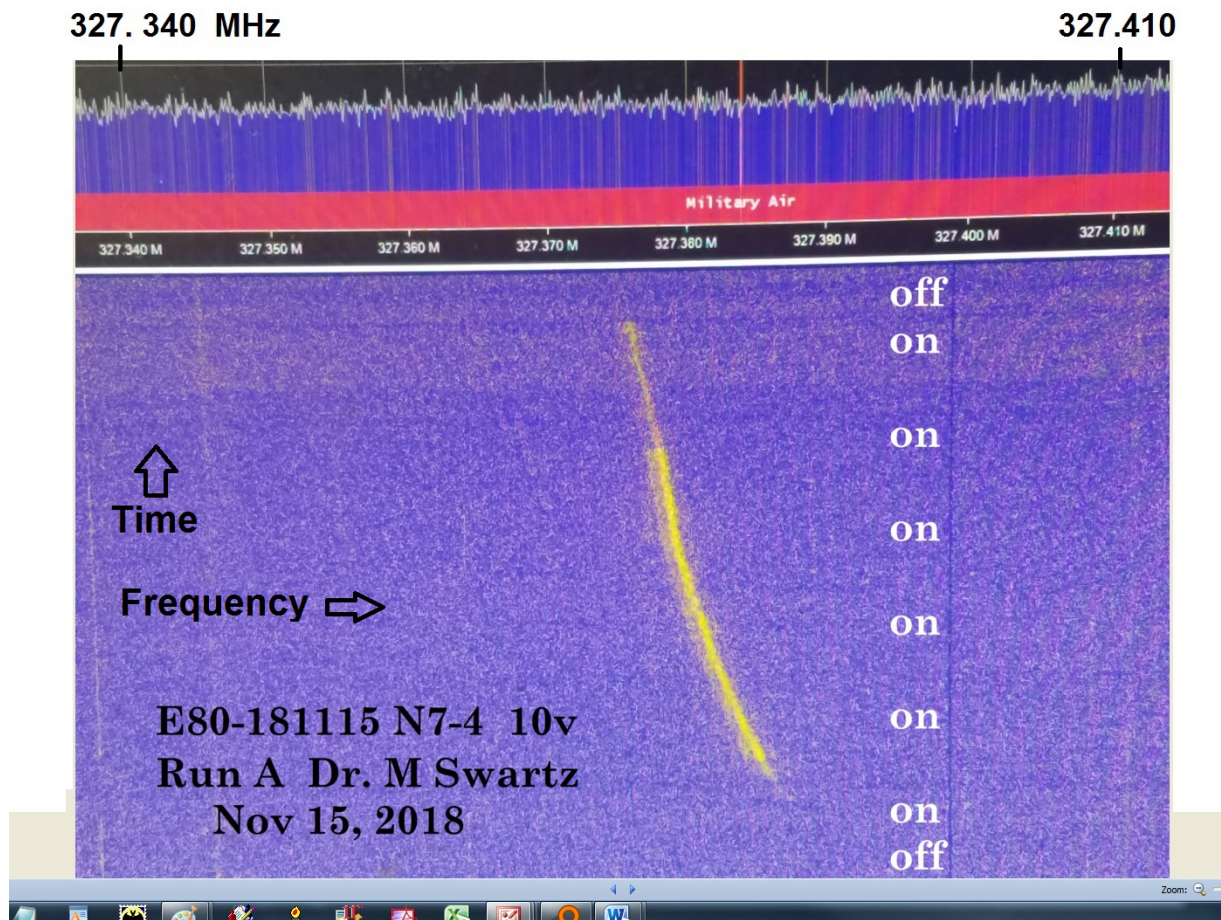 327. 340 MHz
327.410
Military Air
327.340 M 327.350 M 327.360 M 327.370 M 327.380 M 327.390 M 327.400 M 327.410 M
off
on
on
Time
on
Frequency
on
E80-181115 N7-4 10v
on
Run A Dr. M Swartz
Nov 15, 2018
on
off
Zoom: